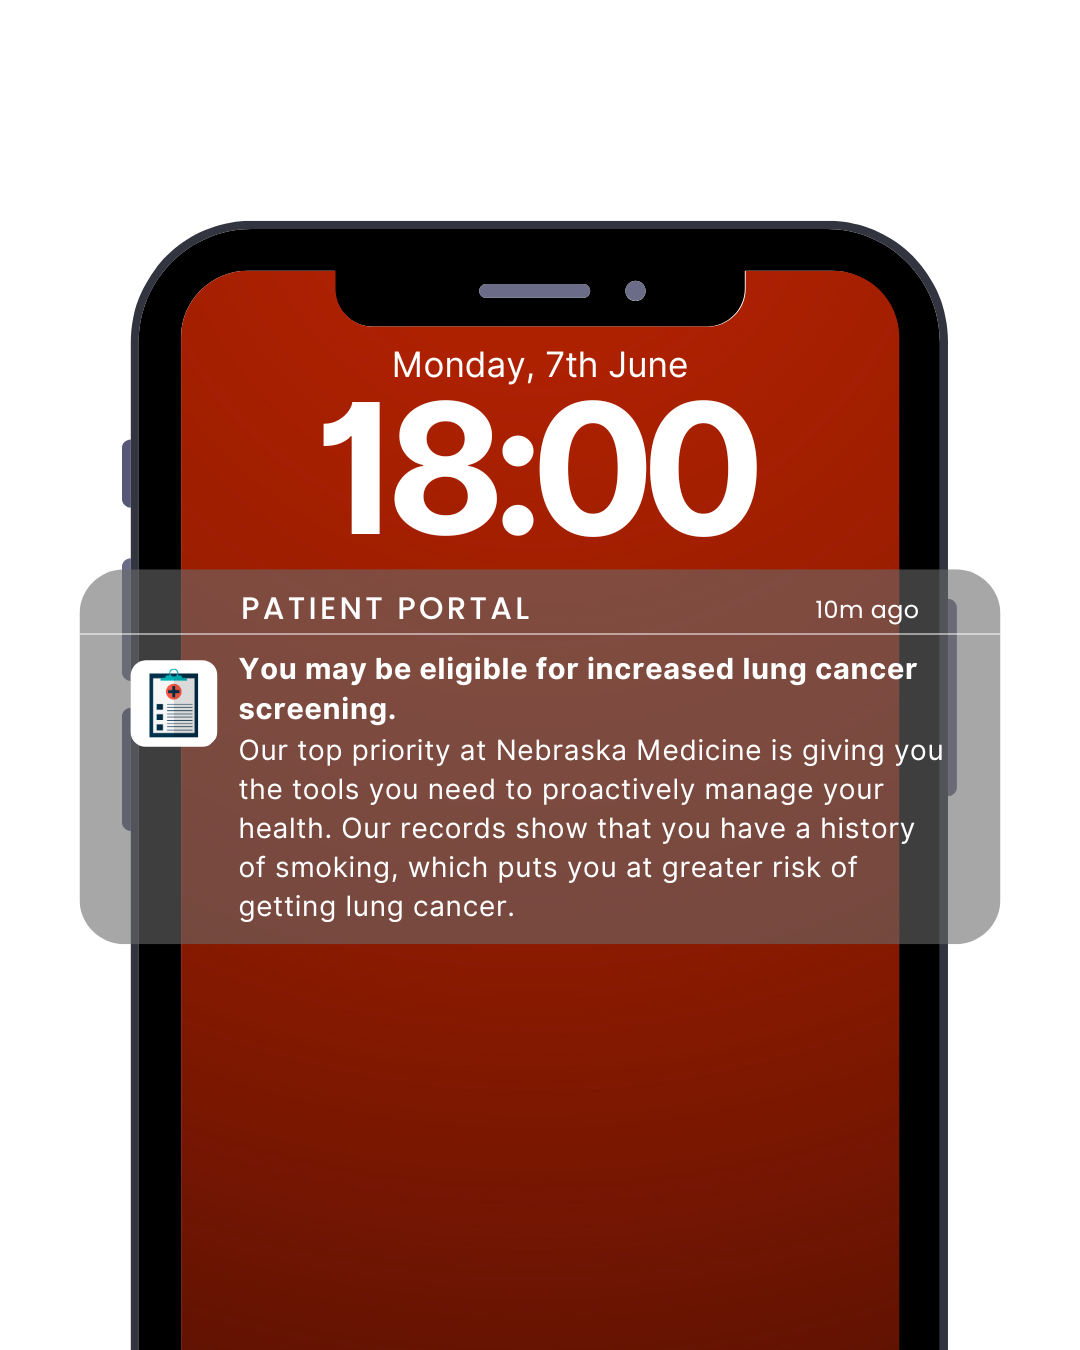 Monday, 7th June
18:00
PATIENT PORTAL 10m ago
You may be eligible for increased lung cancer
screening.
Our top priority at Nebraska Medicine is giving you
the tools you need to proactively manage your
health. Our records show that you have a history
of smoking, which puts you at greater risk of
getting lung cancer.